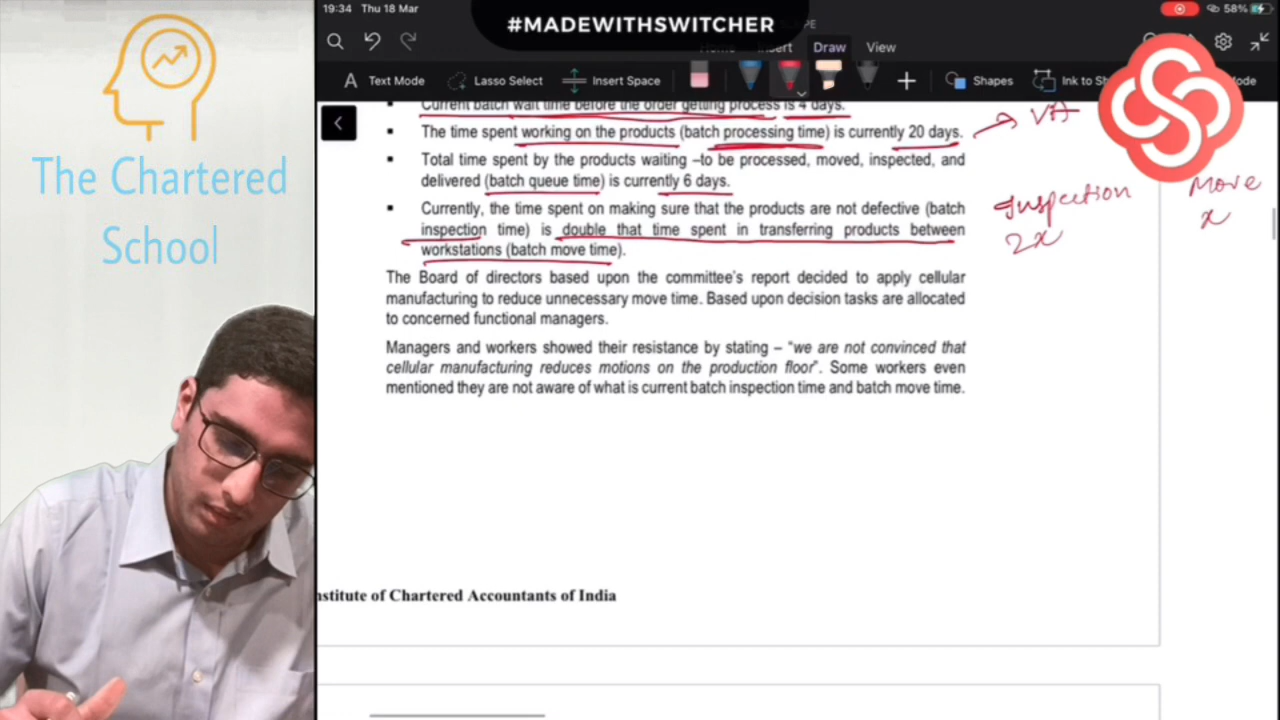 19:34 Thu 18 Mar
#MADEWITHSWITCHER
58%
Insert Draw View
Text Mode Lasso Select Insert Space Shapes
The Chartered
School
Current batch wait time before the order getting process is 4 days.
▪ The time spent working on the products (batch processing time) is currently 20 days.
VA
▪ Total time spent by the products waiting –to be processed, moved, inspected, and
delivered (batch queue time) is currently 6 days.
▪ Currently, the time spent on making sure that the products are not defective (batch
inspection time) is double that time spent in transferring products between
workstations (batch move time).
Inspection
2x
Move
x
The Board of directors based upon the committee's report decided to apply cellular
manufacturing to reduce unnecessary move time. Based upon decision tasks are allocated
to concerned functional managers.
Managers and workers showed their resistance by stating – “we are not convinced that
cellular manufacturing reduces motions on the production floor”. Some workers even
mentioned they are not aware of what is current batch inspection time and batch move time.
nstitute of Chartered Accountants of India